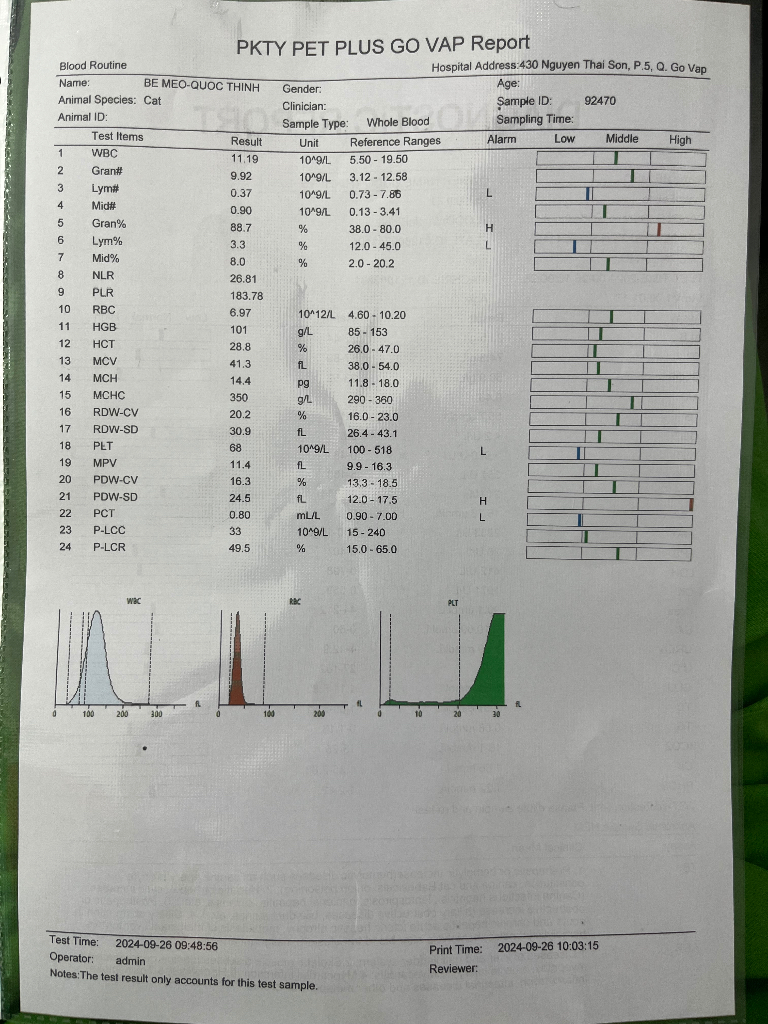 PKTY PET PLUS GO VAP Report
Blood Routine Hospital Address:430 Nguyen Thai Son, P.5, Q. Go Vap
Name: BE MEO-QUOC THINH Gender: Age:
Animal Species: Cat Clinician: Sample ID: 92470
Animal ID: Sample Type: Whole Blood Sampling Time:
Test Items Result Unit Reference Ranges Alarm Low Middle High
1 WBC 11.19 10^9/L 5.50 - 19.50
2 Gran# 9.92 10^9/L 3.12 - 12.58
3 Lym# 0.37 10^9/L 0.73 - 7.86 L
4 Mid# 0.90 10^9/L 0.13 - 3.41
5 Gran% 88.7 % 38.0 - 80.0 H
6 Lym% 3.3 % 12.0 - 45.0 L
7 Mid% 8.0 % 2.0 - 20.2
8 NLR 26.81
9 PLR 183.78
10 RBC 6.97 10^12/L 4.60 - 10.20
11 HGB 101 g/L 85 - 153
12 HCT 28.8 % 26.0 - 47.0
13 MCV 41.3 fL 38.0 - 54.0
14 MCH 14.4 pg 11.8 - 18.0
15 MCHC 350 g/L 290 - 360
16 RDW-CV 20.2 % 16.0 - 23.0
17 RDW-SD 30.9 fL 26.4 - 43.1
18 PLT 68 10^9/L 100 - 518 L
19 MPV 11.4 fL 9.9 - 16.3
20 PDW-CV 16.3 % 13.3 - 18.5
21 PDW-SD 24.5 fL 12.0 - 17.5 H
22 PCT 0.80 mL/L 0.90 - 7.00 L
23 P-LCC 33 10^9/L 15 - 240
24 P-LCR 49.5 % 15.0 - 65.0
WBC RBC PLT
0 100 200 300 fL 0 100 200 fL 0 10 20 30 fL
Test Time: 2024-09-26 09:48:56 Print Time: 2024-09-26 10:03:15
Operator: admin Reviewer:
Notes:The test result only accounts for this test sample.